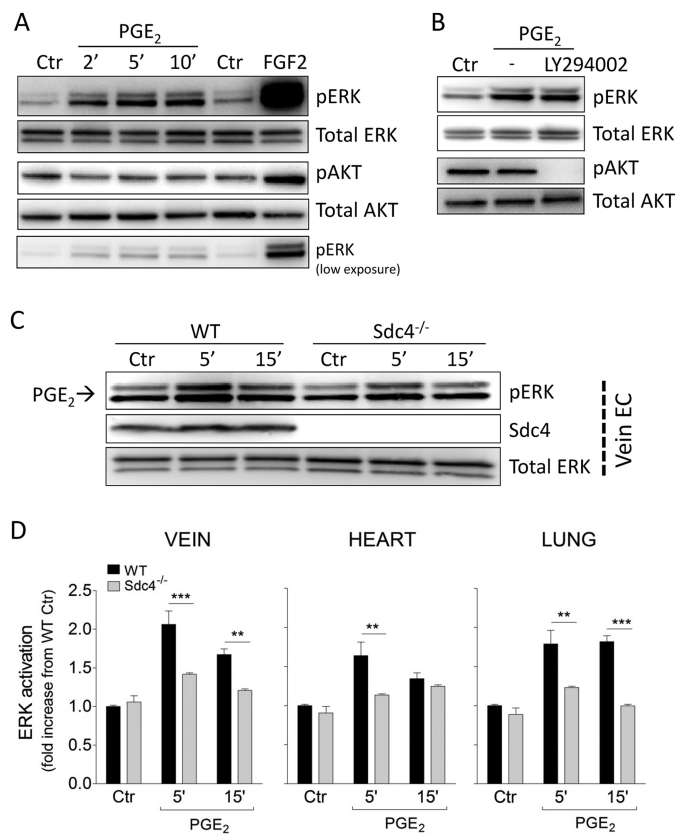 A
PGE2
Ctr 2’ 5’ 10’ Ctr FGF2
pERK
Total ERK
pAKT
Total AKT
pERK
(low exposure)
B
PGE2
Ctr - LY294002
pERK
Total ERK
pAKT
Total AKT
C
WT Sdc4-/-
Ctr 5’ 15’ Ctr 5’ 15’
PGE2→ pERK
Sdc4
Total ERK
Vein EC
D
VEIN HEART LUNG
WT
Sdc4-/-
ERK activation
(fold increase from WT Ctr)
2.5
2.0
1.5
1.0
0.5
0.0
*** ** ** ** ***
Ctr 5' 15' Ctr 5' 15' Ctr 5' 15'
PGE2 PGE2 PGE2